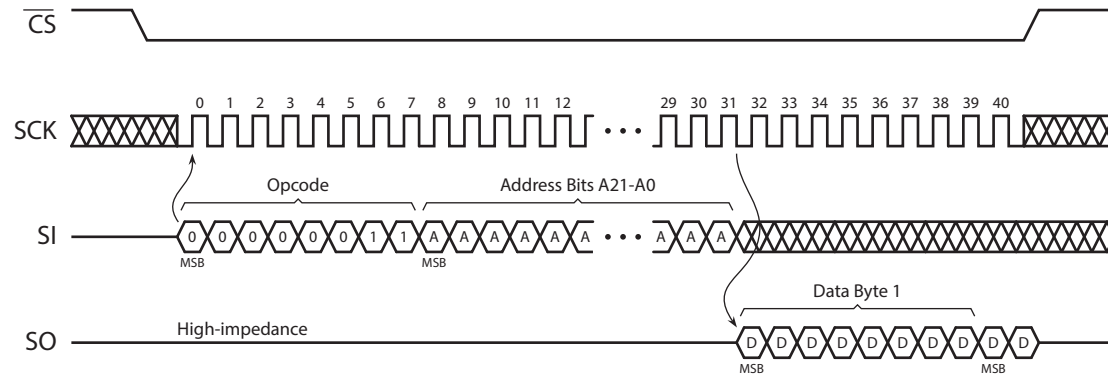 CS
0 1 2 3 4 5 6 7 8 9 10 11 12 29 30 31 32 33 34 35 36 37 38 39 40
SCK
Opcode Address Bits A21-A0
SI 0 0 0 0 0 0 1 1 A A A A A A A A A
MSB MSB
Data Byte 1
High-impedance
SO D D D D D D D D D D
MSB MSB